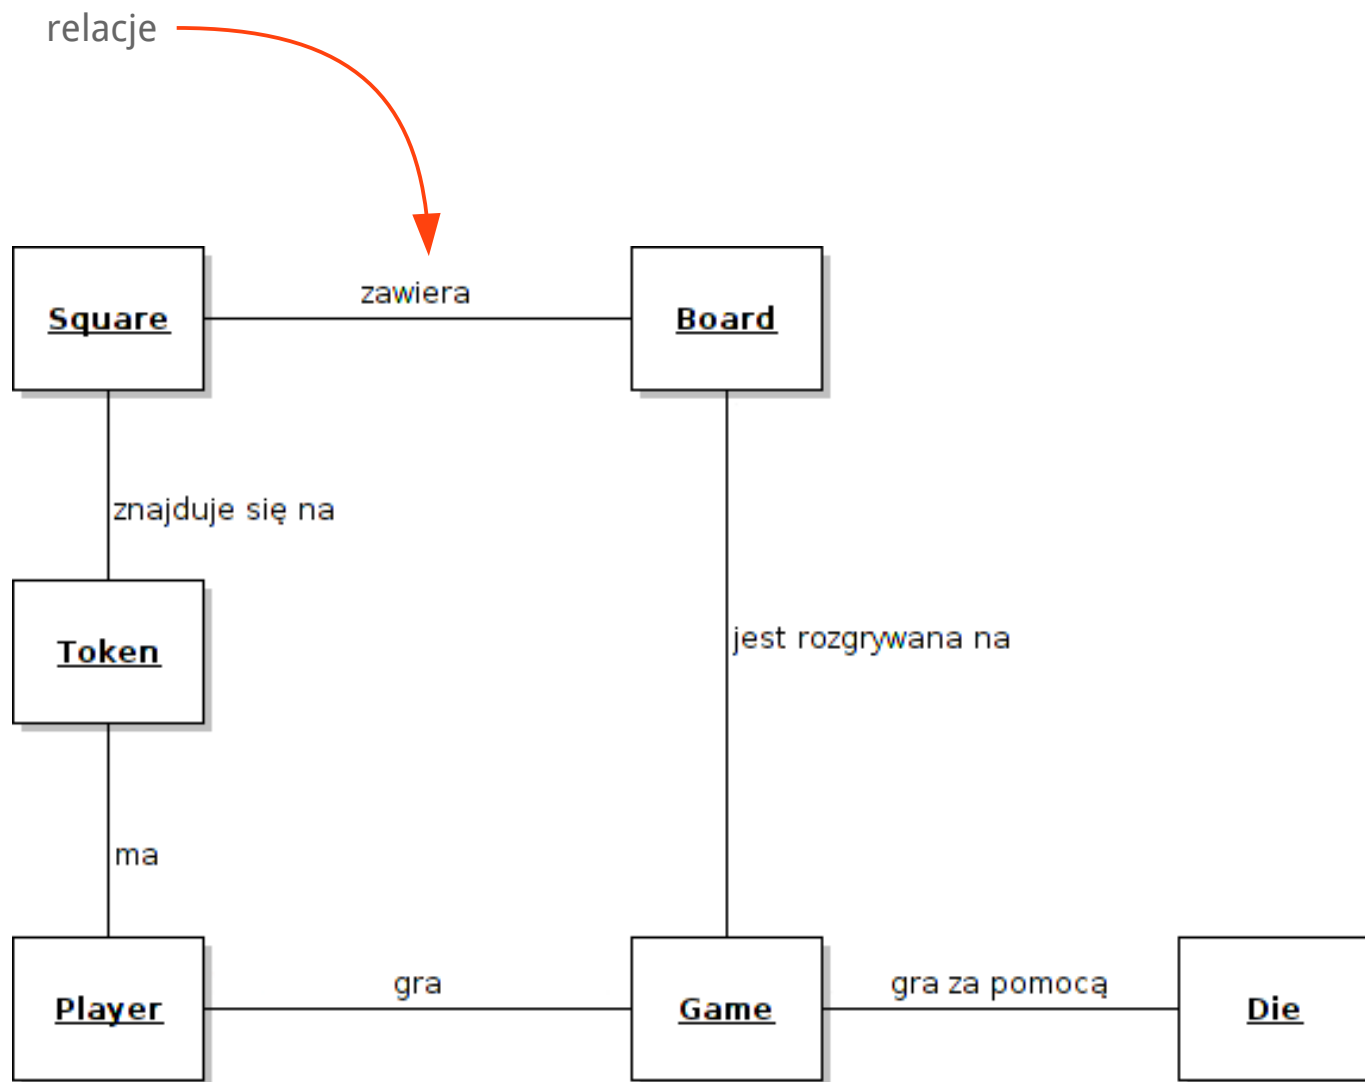 relacje
zawiera
Square
Board
znajduje się na
jest rozgrywana na
Token
ma
gra
gra za pomocą
Player
Game
Die